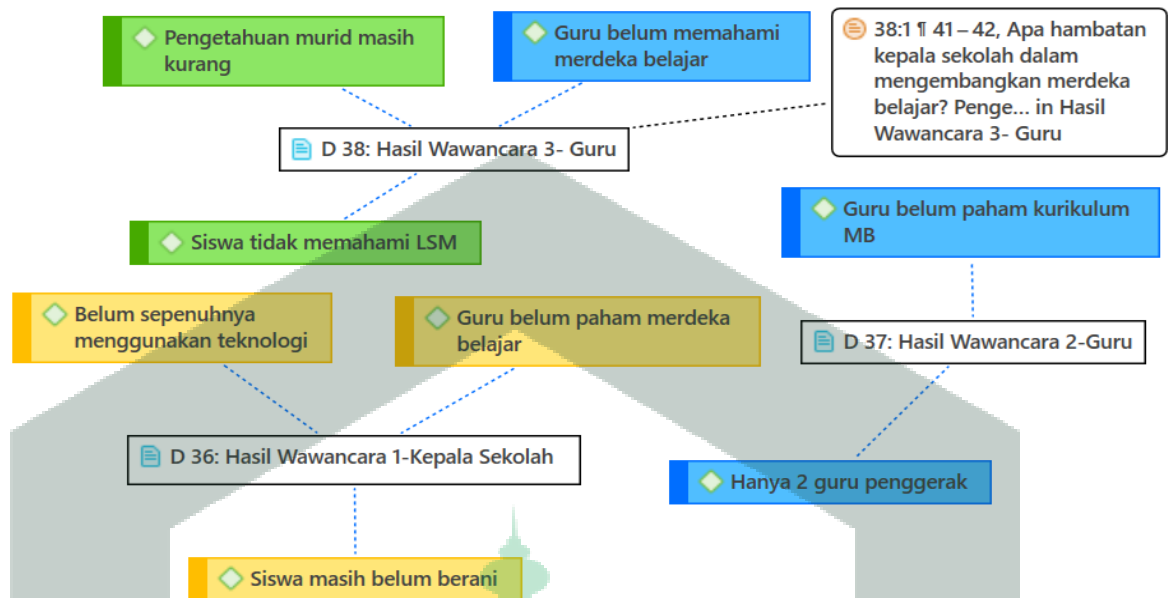 Pengetahuan murid masih
kurang
Guru belum memahami
merdeka belajar
38:1 ¶ 41 – 42, Apa hambatan
kepala sekolah dalam
mengembangkan merdeka
belajar? Penge... in Hasil
Wawancara 3- Guru
D 38: Hasil Wawancara 3- Guru
Siswa tidak memahami LSM
Guru belum paham kurikulum
MB
Belum sepenuhnya
menggunakan teknologi
Guru belum paham merdeka
belajar
D 37: Hasil Wawancara 2-Guru
D 36: Hasil Wawancara 1-Kepala Sekolah
Hanya 2 guru penggerak
Siswa masih belum berani